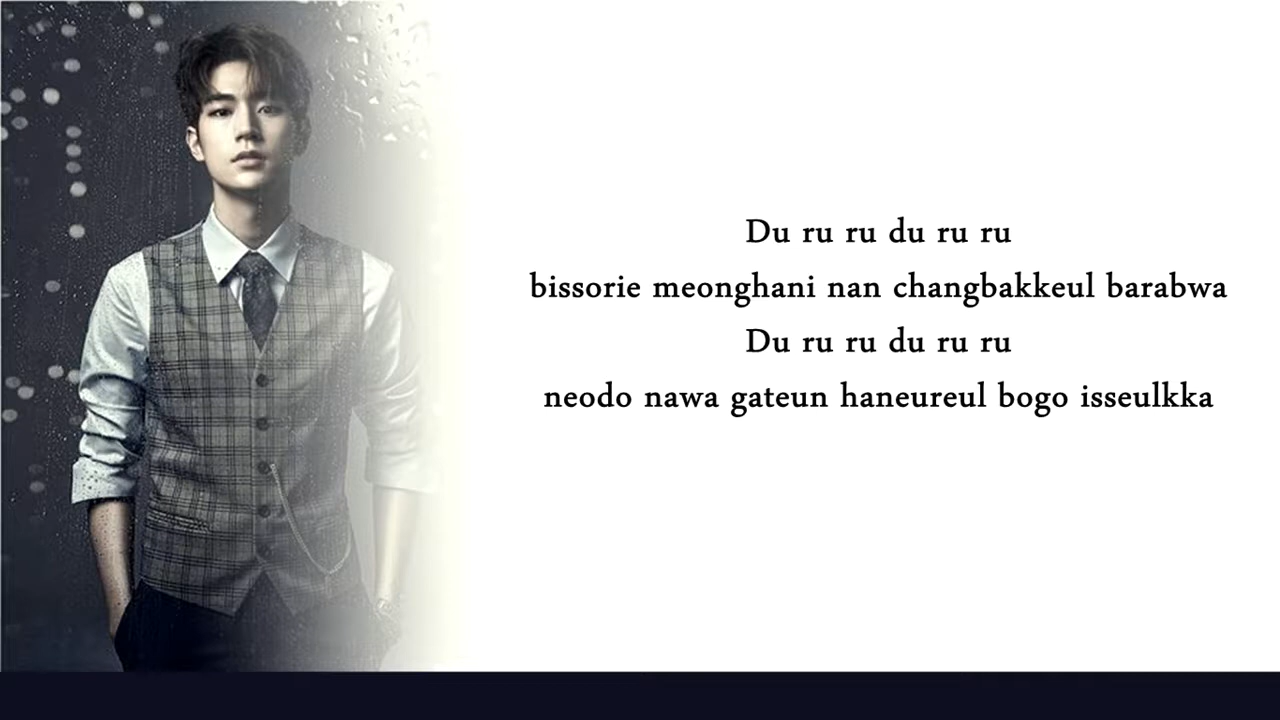 Du ru ru du ru ru
bissorie meonghani nan changbakkeul barabwa
Du ru ru du ru ru
neodo nawa gateun haneureul bogo isseulkka